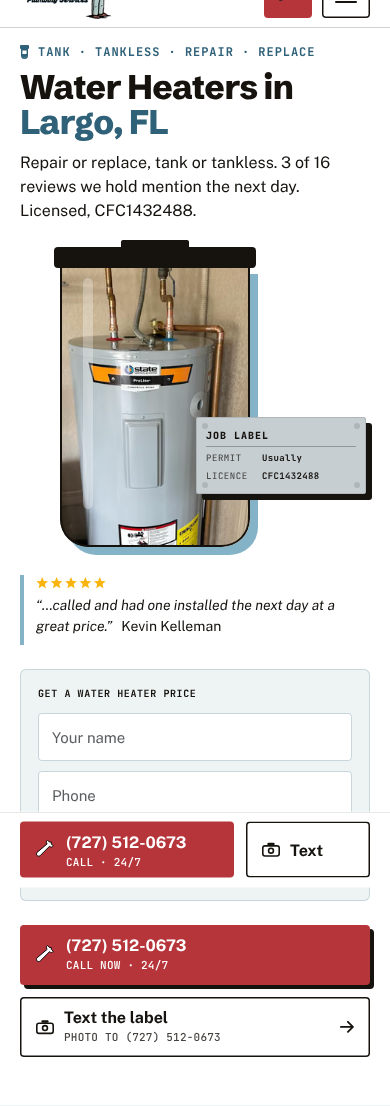 TANK · TANKLESS · REPAIR · REPLACE
Water Heaters in
Largo, FL
Repair or replace, tank or tankless. 3 of 16
reviews we hold mention the next day.
Licensed, CFC1432488.
state
ProLine
JOB LABEL
PERMIT Usually
LICENCE CFC1432488
“…called and had one installed the next day at a
great price.” Kevin Kelleman
GET A WATER HEATER PRICE
Your name
Phone
(727) 512-0673
CALL · 24/7
Text
(727) 512-0673
CALL NOW · 24/7
Text the label
PHOTO TO (727) 512-0673